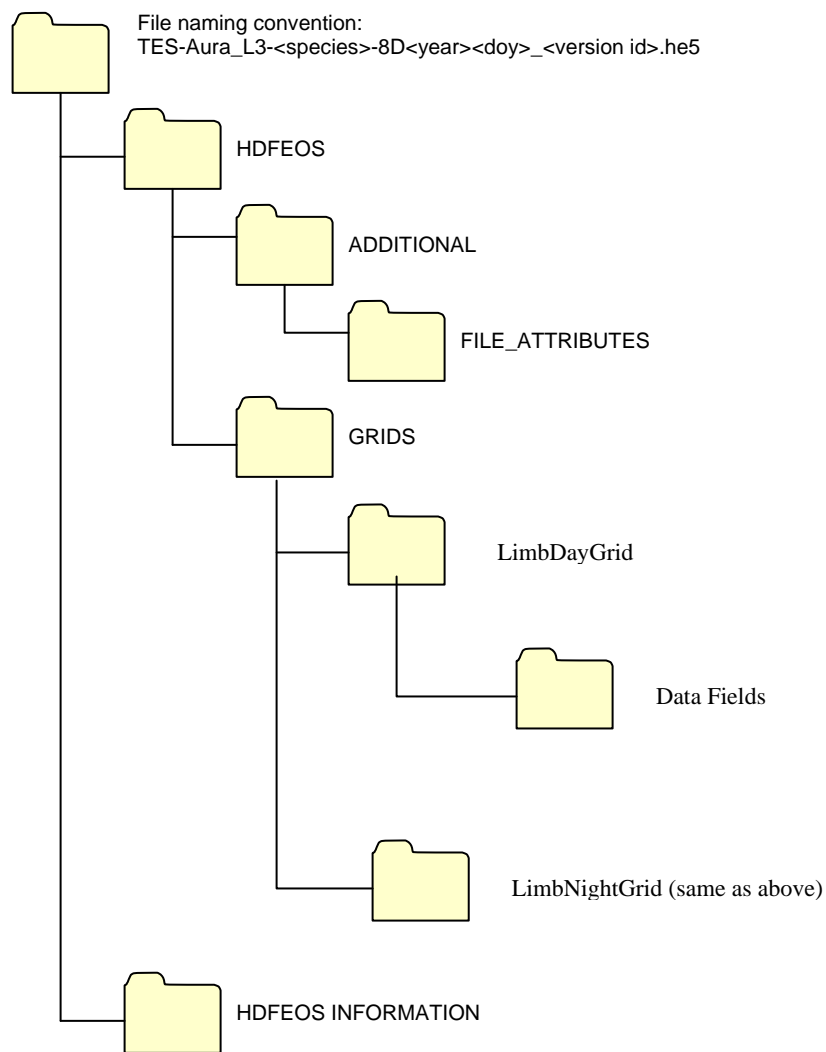 File naming convention:
TES-Aura_L3-<species>-8D<year><doy>_<version id>.he5
HDFEOS
ADDITIONAL
FILE_ATTRIBUTES
GRIDS
LimbDayGrid
Data Fields
LimbNightGrid (same as above)
HDFEOS INFORMATION